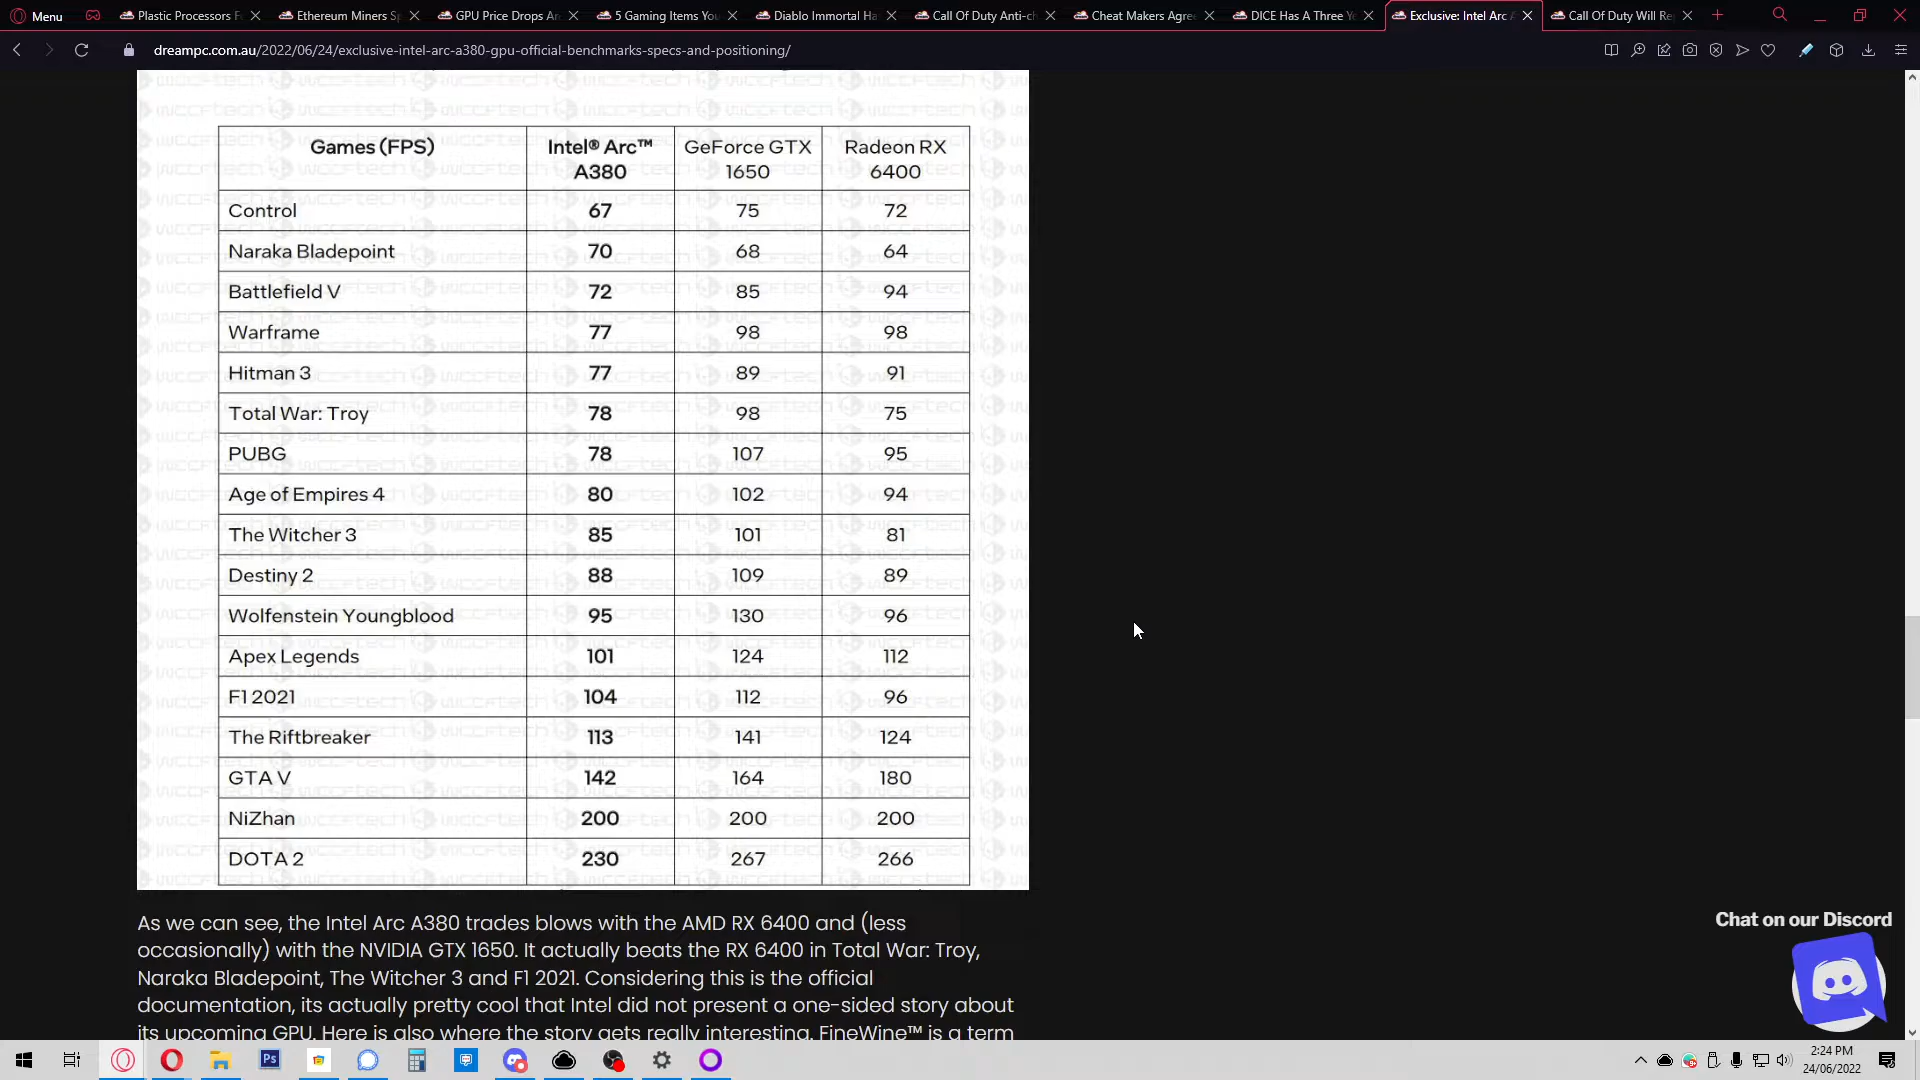 Menu
Plastic Processors F
Ethereum Miners S
GPU Price Drops Ar
5 Gaming Items You
Diablo Immortal Ha
Call Of Duty Anti-ch
Cheat Makers Agre
DICE Has A Three Ye
Exclusive: Intel Arc A
Call Of Duty Will Re
dreampc.com.au/2022/06/24/exclusive-intel-arc-a380-gpu-official-benchmarks-specs-and-positioning/
Games (FPS) Intel® Arc™ A380 GeForce GTX 1650 Radeon RX 6400
Control 67 75 72
Naraka Bladepoint 70 68 64
Battlefield V 72 85 94
Warframe 77 98 98
Hitman 3 77 89 91
Total War: Troy 78 98 75
PUBG 78 107 95
Age of Empires 4 80 102 94
The Witcher 3 85 101 81
Destiny 2 88 109 89
Wolfenstein Youngblood 95 130 96
Apex Legends 101 124 112
F1 2021 104 112 96
The Riftbreaker 113 141 124
GTA V 142 164 180
NiZhan 200 200 200
DOTA 2 230 267 266
As we can see, the Intel Arc A380 trades blows with the AMD RX 6400 and (less
occasionally) with the NVIDIA GTX 1650. It actually beats the RX 6400 in Total War: Troy,
Naraka Bladepoint, The Witcher 3 and F1 2021. Considering this is the official
documentation, its actually pretty cool that Intel did not present a one-sided story about
its upcoming GPU. Here is also where the story gets really interesting. FineWine™ is a term
Chat on our Discord
Ps
2:24 PM
24/06/2022